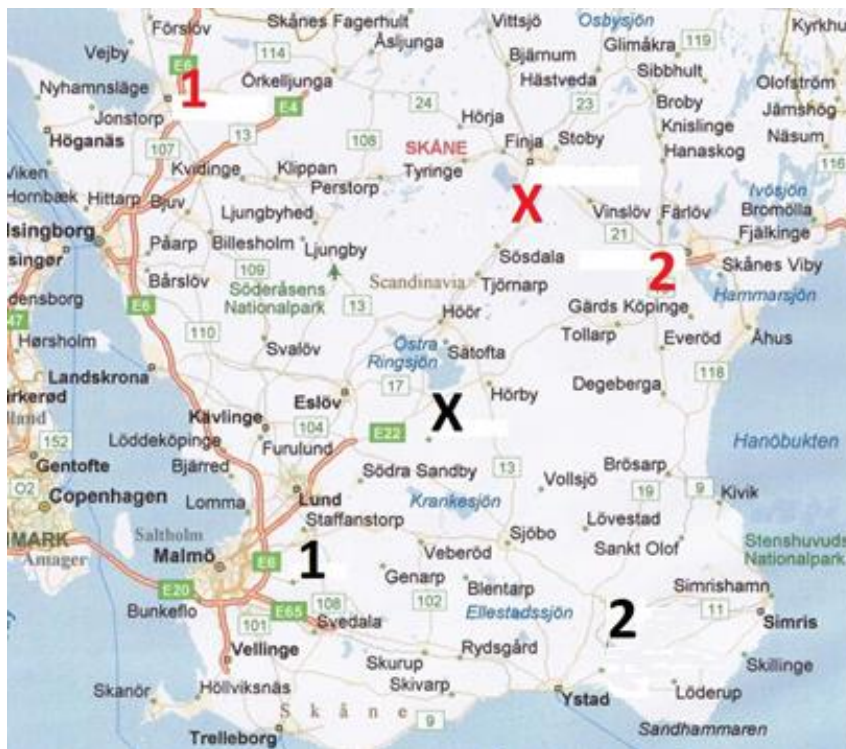 Förslöv
Skånes Fagerhult
Vittsjö
Osbysjön
Vejby
114
Åsljunga
Bjärnum
Glimåkra
119
Kyrkhu
E6
1
Örkelljunga
Hästveda
Sibbhult
Olofström
Nyhamnsläge
E4
24
23
Broby
Jämshög
Jonstorp
13
Hörja
Knislinge
Näsum
Höganäs
107
108
SKÅNE
Finja
Stoby
Hanaskog
116
Viken
Kvidinge
Klippan
Perstorp
Tyringe
Ivösjön
Hornbæk
Hittarp
Bjuv
Ljungbyhed
X
Vinslöv
Färlöv
Bromölla
lsingborg
Påarp
Billesholm
Ljungby
21
Fjälkinge
singør
Sösdala
2
Skånes Viby
Bårslöv
109
Scandinavia
Tjörnarp
Hammarsjön
densborg
E6
Söderåsens
Nationalpark
13
Gärds Köpinge
47
110
Höör
Tollarp
Åhus
Hørsholm
Svalöv
Östra
Ringsjön
Sätofta
Everöd
118
Landskrona
17
Hörby
Degeberga
rkerød
Eslöv
lland
Kävlinge
104
X
152
Löddeköpinge
Furulund
E22
Hanöbukten
Gentofte
Bjärred
Södra Sandby
13
Vollsjö
Brösarp
O2
Copenhagen
Lomma
Lund
Krankesjön
19
9
Kivik
Saltholm
Staffanstorp
Lövestad
NMARK
Amager
Malmö
E6
1
Veberöd
Sjöbo
Sankt Olof
Stenshuvuds
Nationalpark
E20
Genarp
Blentarp
Simrishamn
Bunkeflo
E65
108
102
Ellestadssjön
2
11
Simris
101
Svedala
Vellinge
Skurup
Rydsgård
Skillinge
Skanör
Höllviksnäs
Skivarp
Ystad
Löderup
Skåne
9
Trelleborg
Sandhammaren